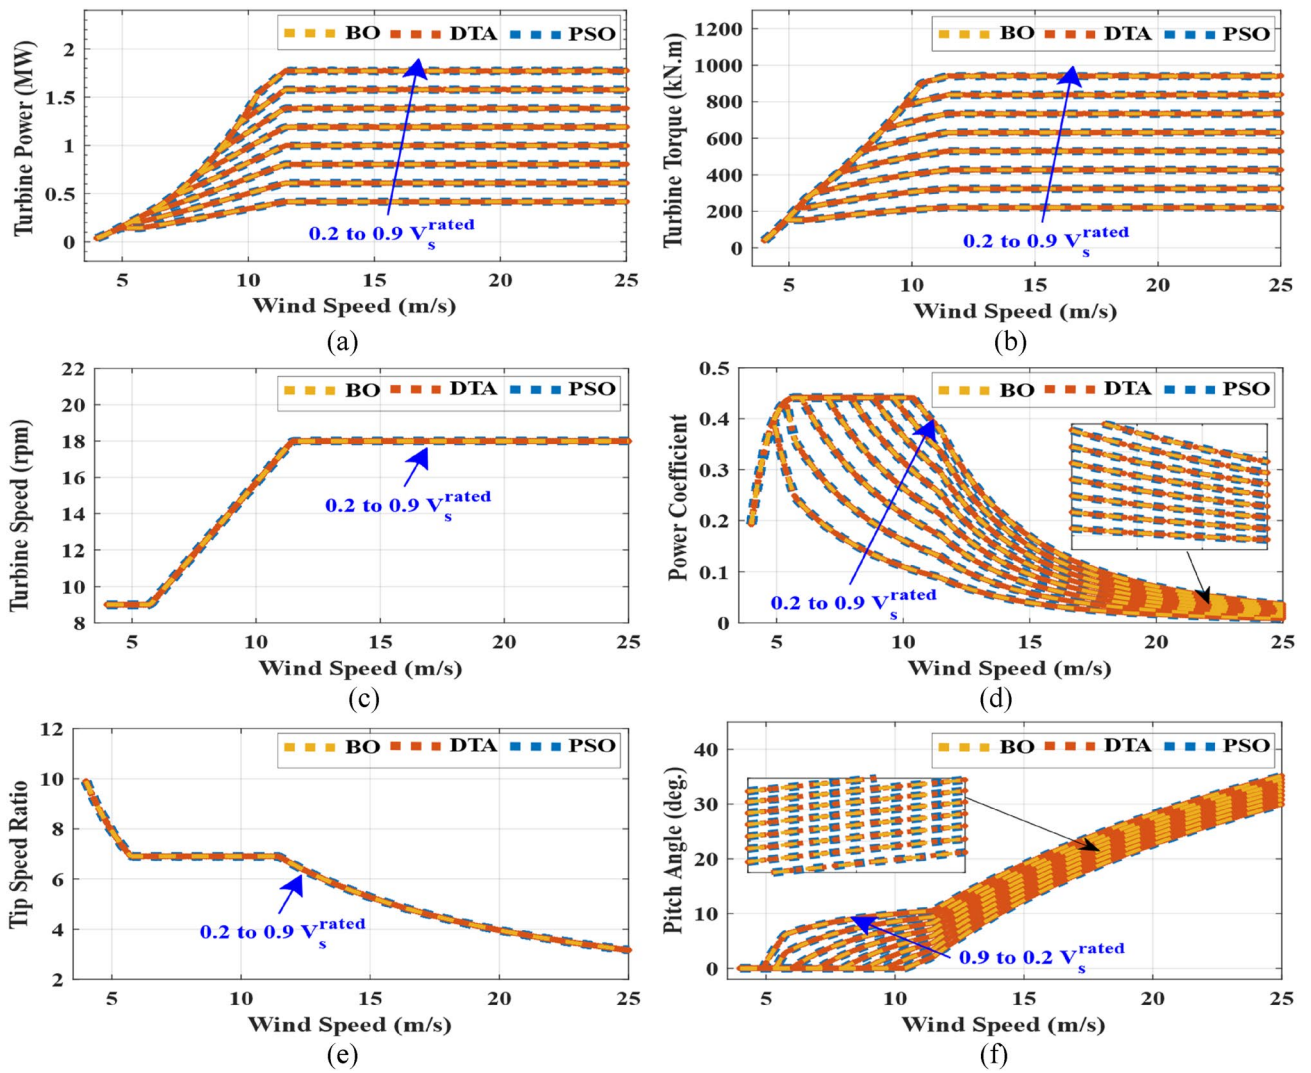 BO DTA PSO
2
1.5
1
0.5
0
Turbine Power (MW)
0.2 to 0.9 V_s^rated
5 10 15 20 25
Wind Speed (m/s)
(a)
BO DTA PSO
1200
1000
800
600
400
200
0
Turbine Torque (kN.m)
0.2 to 0.9 V_s^rated
5 10 15 20 25
Wind Speed (m/s)
(b)
BO DTA PSO
22
20
18
16
14
12
10
8
Turbine Speed (rpm)
0.2 to 0.9 V_s^rated
5 10 15 20 25
Wind Speed (m/s)
(c)
BO DTA PSO
0.5
0.4
0.3
0.2
0.1
0
Power Coefficient
0.2 to 0.9 V_s^rated
5 10 15 20 25
Wind Speed (m/s)
(d)
BO DTA PSO
12
10
8
6
4
2
Tip Speed Ratio
0.2 to 0.9 V_s^rated
5 10 15 20 25
Wind Speed (m/s)
(e)
BO DTA PSO
40
30
20
10
0
Pitch Angle (deg.)
0.9 to 0.2 V_s^rated
5 10 15 20 25
Wind Speed (m/s)
(f)